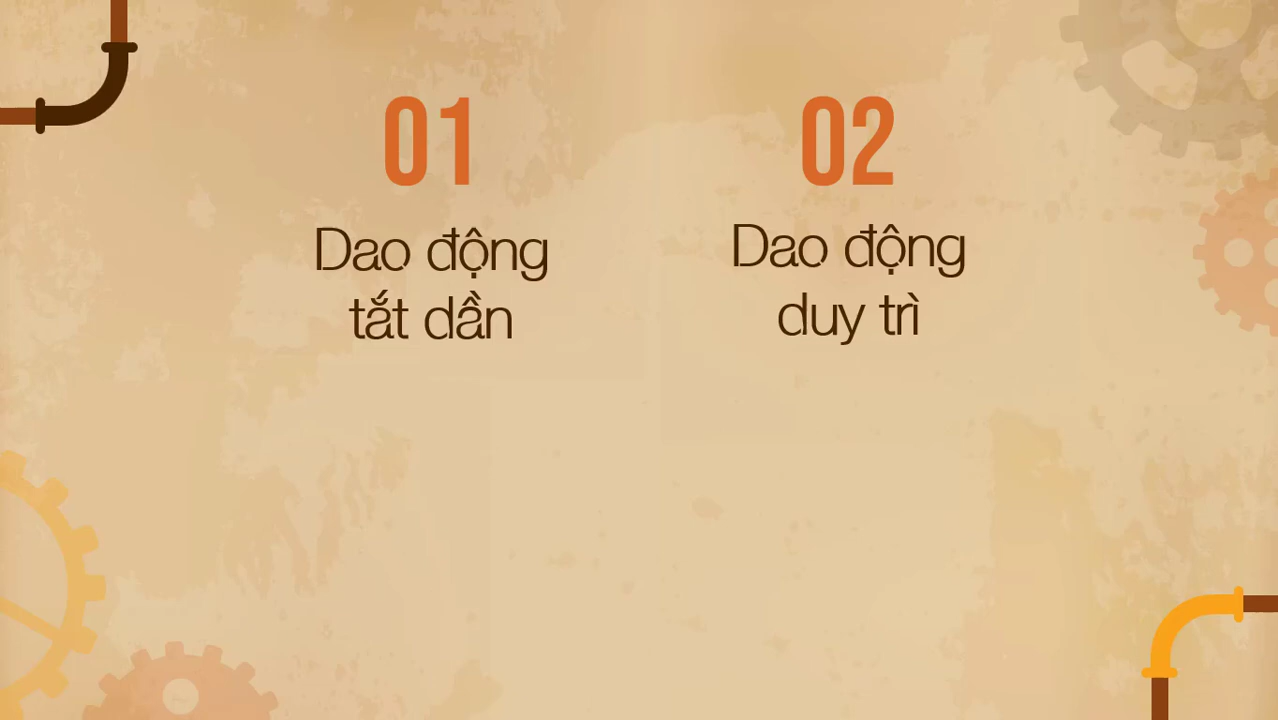 01
Dao động
tắt dần
02
Dao động
duy trì